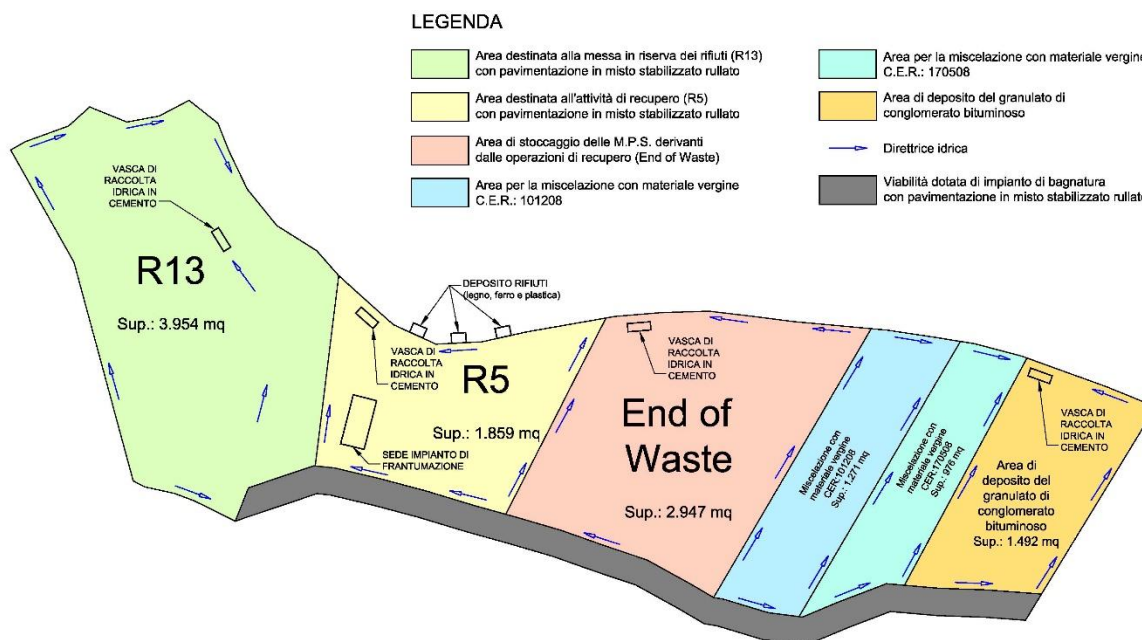 LEGENDA
Area destinata alla messa in riserva dei rifiuti (R13)
con pavimentazione in misto stabilizzato rullato
Area destinata all'attività di recupero (R5)
con pavimentazione in misto stabilizzato rullato
Area di stoccaggio delle M.P.S. derivanti
dalle operazioni di recupero (End of Waste)
Area per la miscelazione con materiale vergine
C.E.R.: 101208
Area per la miscelazione con materiale vergine
C.E.R.: 170508
Area di deposito del granulato di
conglomerato bituminoso
Direttrice idrica
Viabilità dotata di impianto di bagnatura
con pavimentazione in misto stabilizzato rullato
VASCA DI
RACCOLTA
IDRICA IN
CEMENTO
R13
Sup.: 3.954 mq
DEPOSITO RIFIUTI
(legno, ferro e plastica)
VASCA DI
RACCOLTA
IDRICA IN
CEMENTO
R5
Sup.: 1.859 mq
SEDE IMPIANTO DI
FRANTUMAZIONE
VASCA DI
RACCOLTA
IDRICA IN
CEMENTO
End of
Waste
Sup.: 2.947 mq
Miscelazione con
materiale vergine
CER:101208
Sup.: 1.271 mq
Miscelazione con
materiale vergine
CER:170508
Sup.: 976 mq
VASCA DI
RACCOLTA
IDRICA IN
CEMENTO
Area di
deposito del
granulato di
conglomerato
bituminoso
Sup.: 1.492 mq